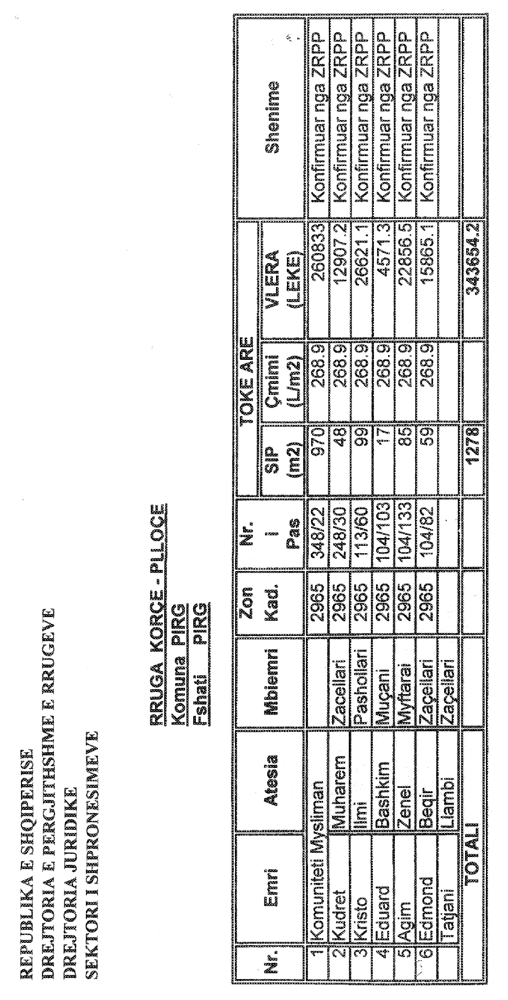 REPUBLIKA E SHQIPERISE
DREJTORIA E PERGJITHSHME E RRUGEVE
DREJTORIA JURIDIKE
SEKTORI I SHPRONESIMEVE
RRUGA KORÇE - PLLOCE
Komuna PIRG
Fshati PIRG
Nr. Emri Atesia Mbiemri Zon Kad. Nr. i Pas TOKE ARE Shenime
SIP (m2) Çmimi (L/m2) VLERA (LEKE)
1 Komuniteti Mysliman 2965 348/22 970 268.9 260833 Konfirmuar nga ZRPP
2 Kudret Muharem Zacellari 2965 248/30 48 268.9 12907.2 Konfirmuar nga ZRPP
3 Kristo Ilmi Pashollari 2965 113/60 99 268.9 26621.1 Konfirmuar nga ZRPP
4 Eduard Bashkim Muçani 2965 104/103 17 268.9 4571.3 Konfirmuar nga ZRPP
5 Agim Zenel Myftarai 2965 104/133 85 268.9 22856.5 Konfirmuar nga ZRPP
6 Edmond Beqir Zaçellari 2965 104/82 59 268.9 15865.1 Konfirmuar nga ZRPP
Tatjani Llambi Zaçellari
TOTALI 1278 343654.2